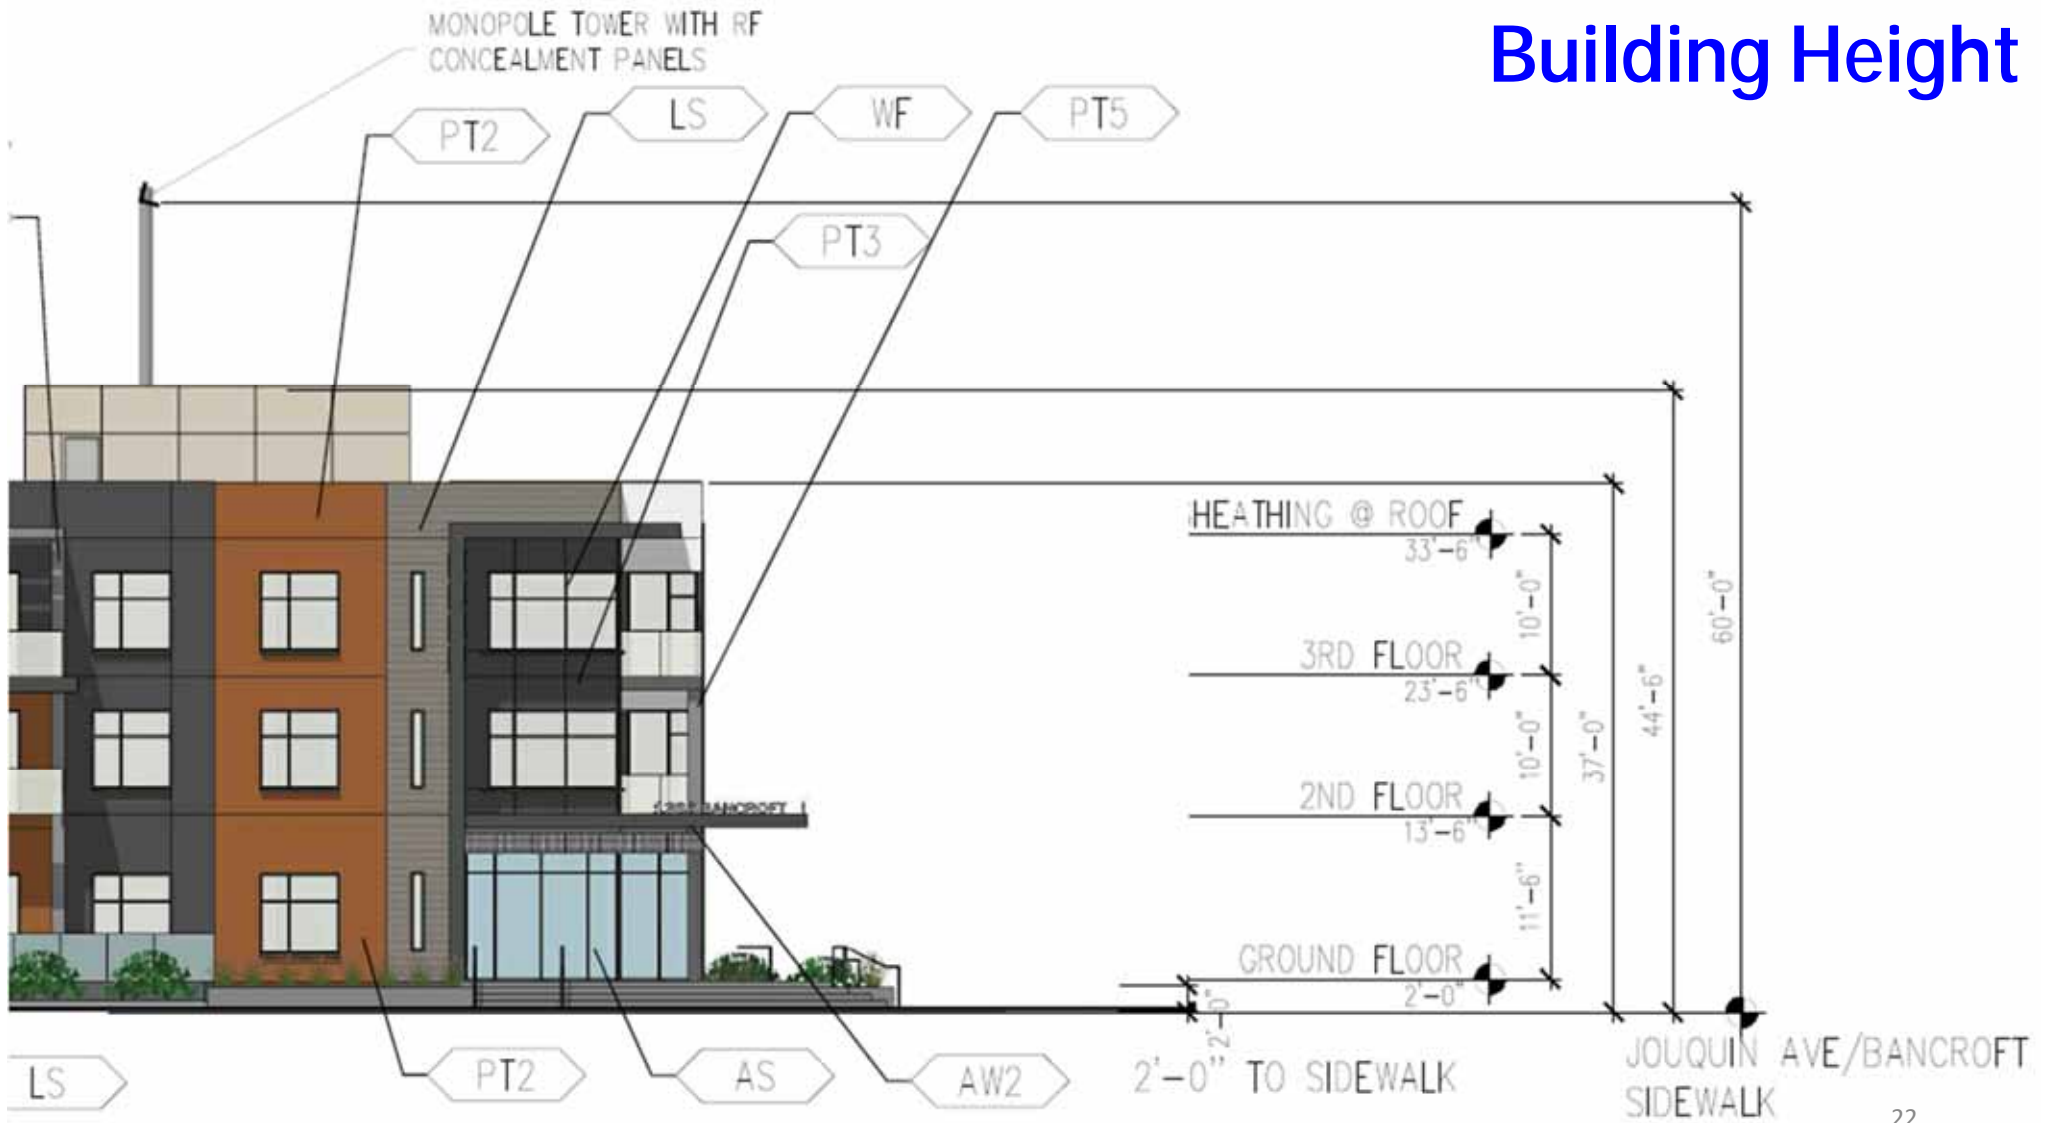 Building Height
MONOPOLE TOWER WITH RF
CONCEALMENT PANELS
PT2
LS
WF
PT5
PT3
HEATHING @ ROOF
33'-6"
10'-0"
3RD FLOOR
23'-6"
10'-0"
2ND FLOOR
13'-6"
11'-6"
GROUND FLOOR
2'-0"
37'-0"
44'-6"
60'-0"
BANCROFT
2'-0"
2'-0" TO SIDEWALK
JOUQUIN AVE/BANCROFT
SIDEWALK
LS
PT2
AS
AW2
22